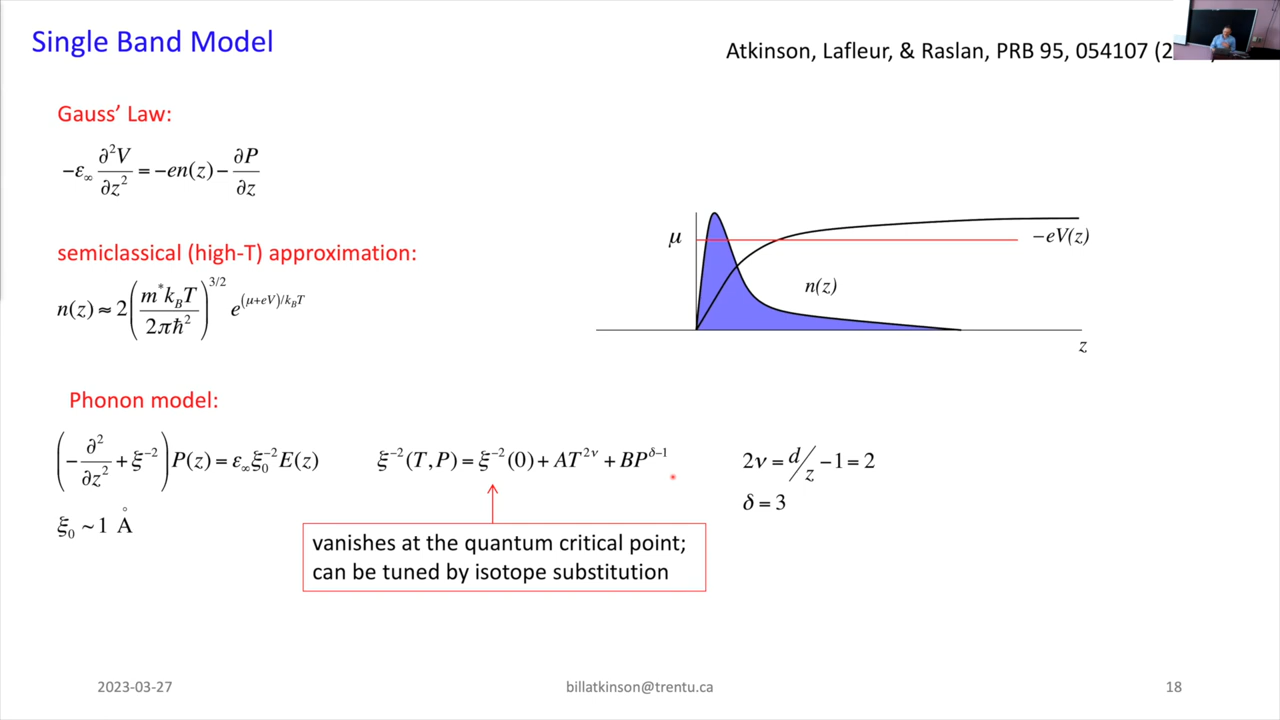 Single Band Model
Atkinson, Lafleur, & Raslan, PRB 95, 054107 (2
Gauss’ Law:
−ε∞ ∂²V/∂z² = −en(z) − ∂P/∂z
semiclassical (high-T) approximation:
n(z) ≈ 2(m*k_BT/2πħ²)^3/2 e^(μ+eV)/k_BT
μ
−eV(z)
n(z)
z
Phonon model:
(−∂²/∂z² + ξ⁻²)P(z) = ε∞ξ₀⁻²E(z)
ξ⁻²(T,P) = ξ⁻²(0) + AT^2ν + BP^δ−1
2ν = d/z − 1 = 2
δ = 3
ξ₀ ~ 1 Å
vanishes at the quantum critical point;
can be tuned by isotope substitution
2023-03-27
billatkinson@trentu.ca
18